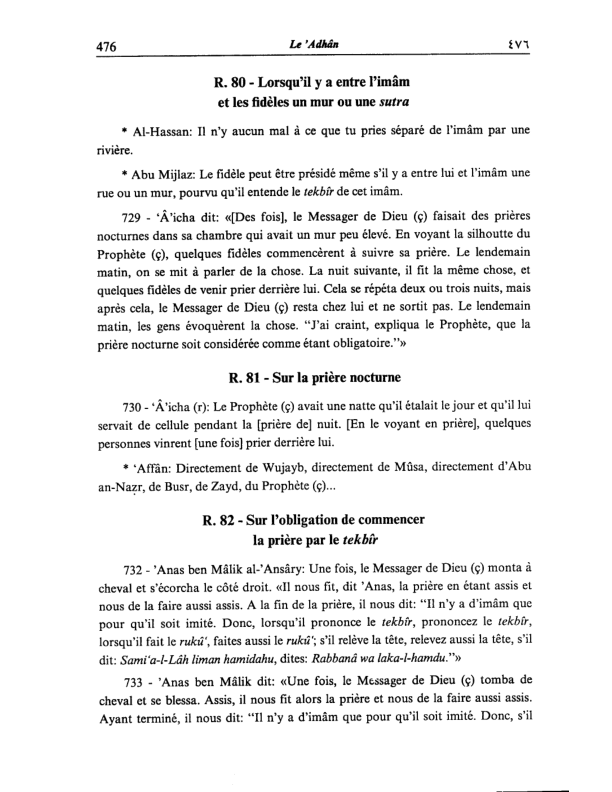 476 Le 'Adhân ٤٧٦
R. 80 - Lorsqu'il y a entre l'imâm
et les fidèles un mur ou une sutra
* Al-Hassan: Il n'y aucun mal à ce que tu pries séparé de l'imâm par une
rivière.
* Abu Mijlaz: Le fidèle peut être présidé même s'il y a entre lui et l'imâm une
rue ou un mur, pourvu qu'il entende le tekbîr de cet imâm.
729 - 'Â'icha dit: «[Des fois], le Messager de Dieu (ç) faisait des prières
nocturnes dans sa chambre qui avait un mur peu élevé. En voyant la silhoutte du
Prophète (ç), quelques fidèles commencèrent à suivre sa prière. Le lendemain
matin, on se mit à parler de la chose. La nuit suivante, il fit la même chose, et
quelques fidèles de venir prier derrière lui. Cela se répéta deux ou trois nuits, mais
après cela, le Messager de Dieu (ç) resta chez lui et ne sortit pas. Le lendemain
matin, les gens évoquèrent la chose. "J'ai craint, expliqua le Prophète, que la
prière nocturne soit considérée comme étant obligatoire."»
R. 81 - Sur la prière nocturne
730 - 'Â'icha (r): Le Prophète (ç) avait une natte qu'il étalait le jour et qu'il lui
servait de cellule pendant la [prière de] nuit. [En le voyant en prière], quelques
personnes vinrent [une fois] prier derrière lui.
* 'Affân: Directement de Wujayb, directement de Mûsa, directement d'Abu
an-Naẓr, de Busr, de Zayd, du Prophète (ç)...
R. 82 - Sur l'obligation de commencer
la prière par le tekbîr
732 - 'Anas ben Mâlik al-'Ansâry: Une fois, le Messager de Dieu (ç) monta à
cheval et s'écorcha le côté droit. «Il nous fit, dit 'Anas, la prière en étant assis et
nous de la faire aussi assis. A la fin de la prière, il nous dit: "Il n'y a d'imâm que
pour qu'il soit imité. Donc, lorsqu'il prononce le tekbîr, prononcez le tekbîr,
lorsqu'il fait le rukû', faites aussi le rukû'; s'il relève la tête, relevez aussi la tête, s'il
dit: Sami'a-l-Lâh liman hamidahu, dites: Rabbanâ wa laka-l-hamdu."»
733 - 'Anas ben Mâlik dit: «Une fois, le Messager de Dieu (ç) tomba de
cheval et se blessa. Assis, il nous fit alors la prière et nous de la faire aussi assis.
Ayant terminé, il nous dit: "Il n'y a d'imâm que pour qu'il soit imité. Donc, s'il